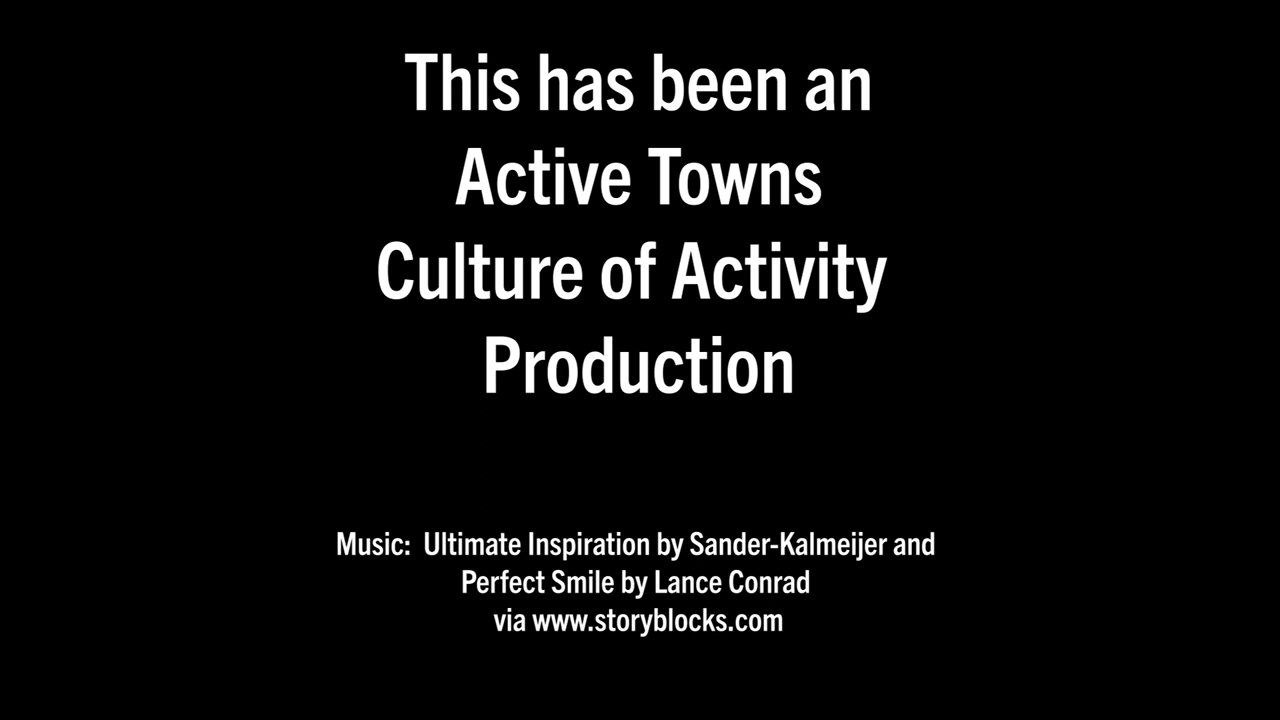 This has been an
Active Towns
Culture of Activity
Production
Music:  Ultimate Inspiration by Sander-Kalmeijer and
Perfect Smile by Lance Conrad
via www.storyblocks.com